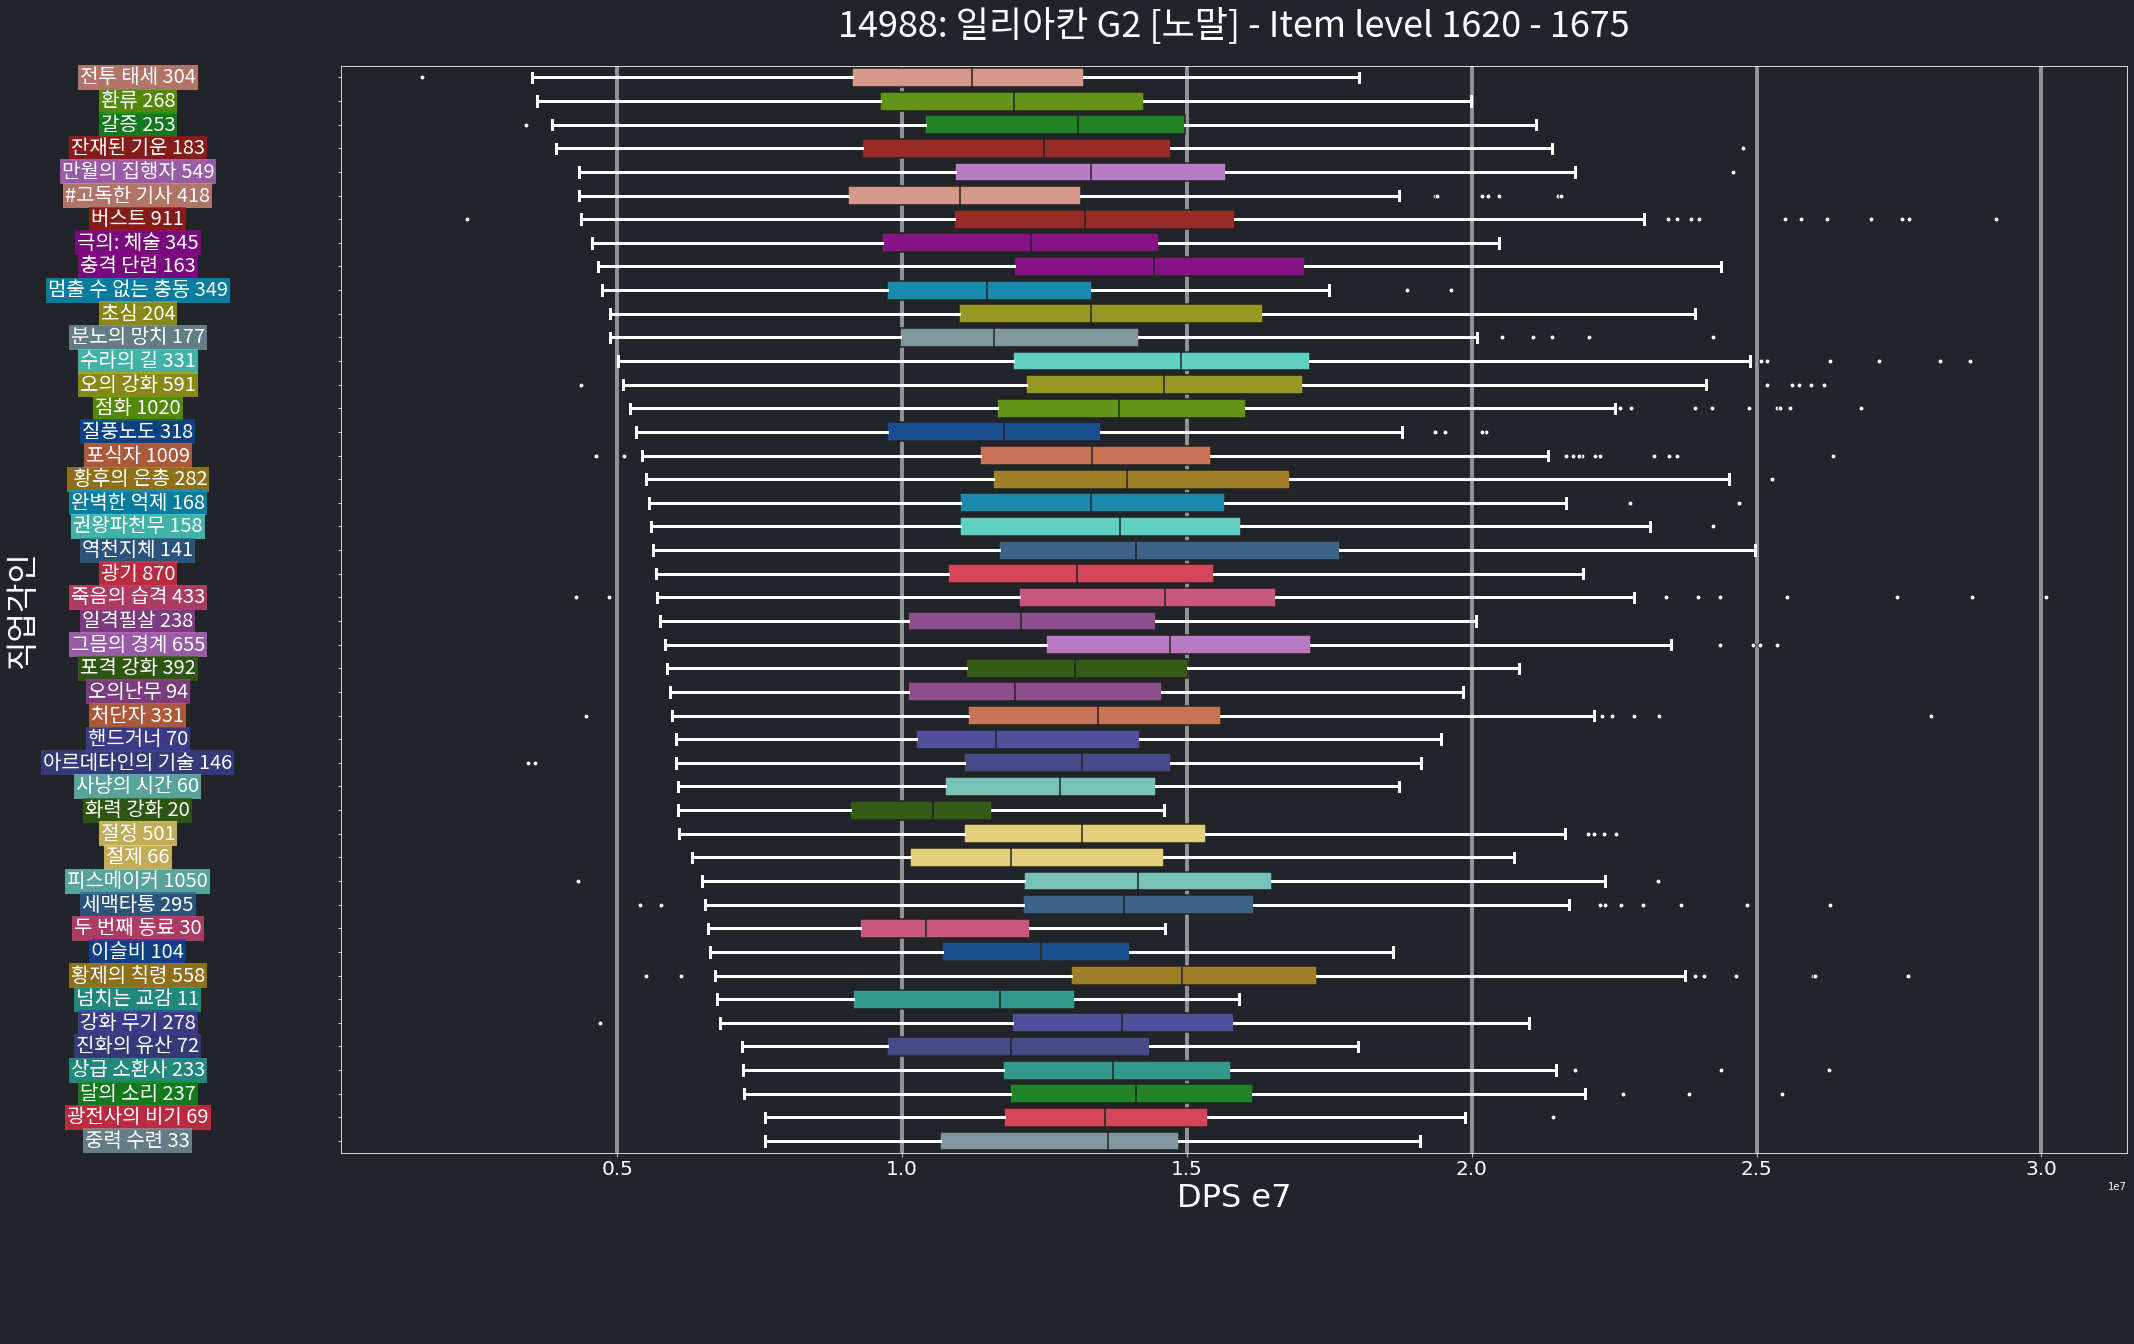 14988: 일리아칸 G2 [노말] - Item level 1620 - 1675
전투 태세 304
환류 268
갈증 253
잔재된 기운 183
만월의 집행자 549
#고독한 기사 418
버스트 911
극의: 체술 345
충격 단련 163
멈출 수 없는 충동 349
초심 204
분노의 망치 177
수라의 길 331
오의 강화 591
점화 1020
질풍노도 318
포식자 1009
황후의 은총 282
완벽한 억제 168
권왕파천무 158
역천지체 141
광기 870
죽음의 습격 433
일격필살 238
그믐의 경계 655
포격 강화 392
오의난무 94
처단자 331
핸드거너 70
아르데타인의 기술 146
사냥의 시간 60
화력 강화 20
절정 501
절제 66
피스메이커 1050
세맥타통 295
두 번째 동료 30
이슬비 104
황제의 칙령 558
넘치는 교감 11
강화 무기 278
진화의 유산 72
상급 소환사 233
달의 소리 237
광전사의 비기 69
중력 수련 33
직업각인
0.5 1.0 1.5 2.0 2.5 3.0
1e7
DPS e7